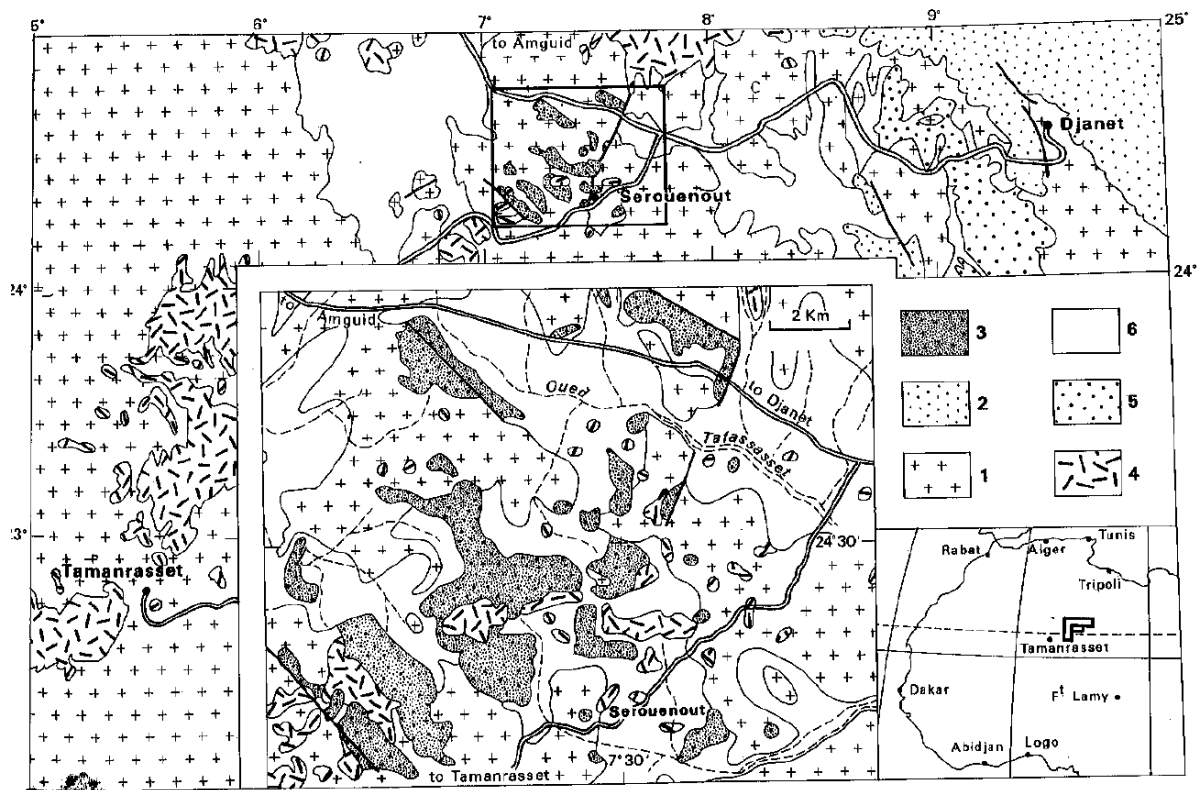 5°
6°
7°
8°
9°
25°
to Amguid
Djanet
Serouenout
24°
24°
to
Amguid
2 Km
Oued
to Djanet
Tafassasset
3
6
2
5
1
4
23°
24°30'
Tamanrasset
Serouenout
7°30'
to Tamanrasset
Rabat
Alger
Tunis
Tripoli
Tamanrasset
Dakar
Ft Lamy
Abidjan
Logo